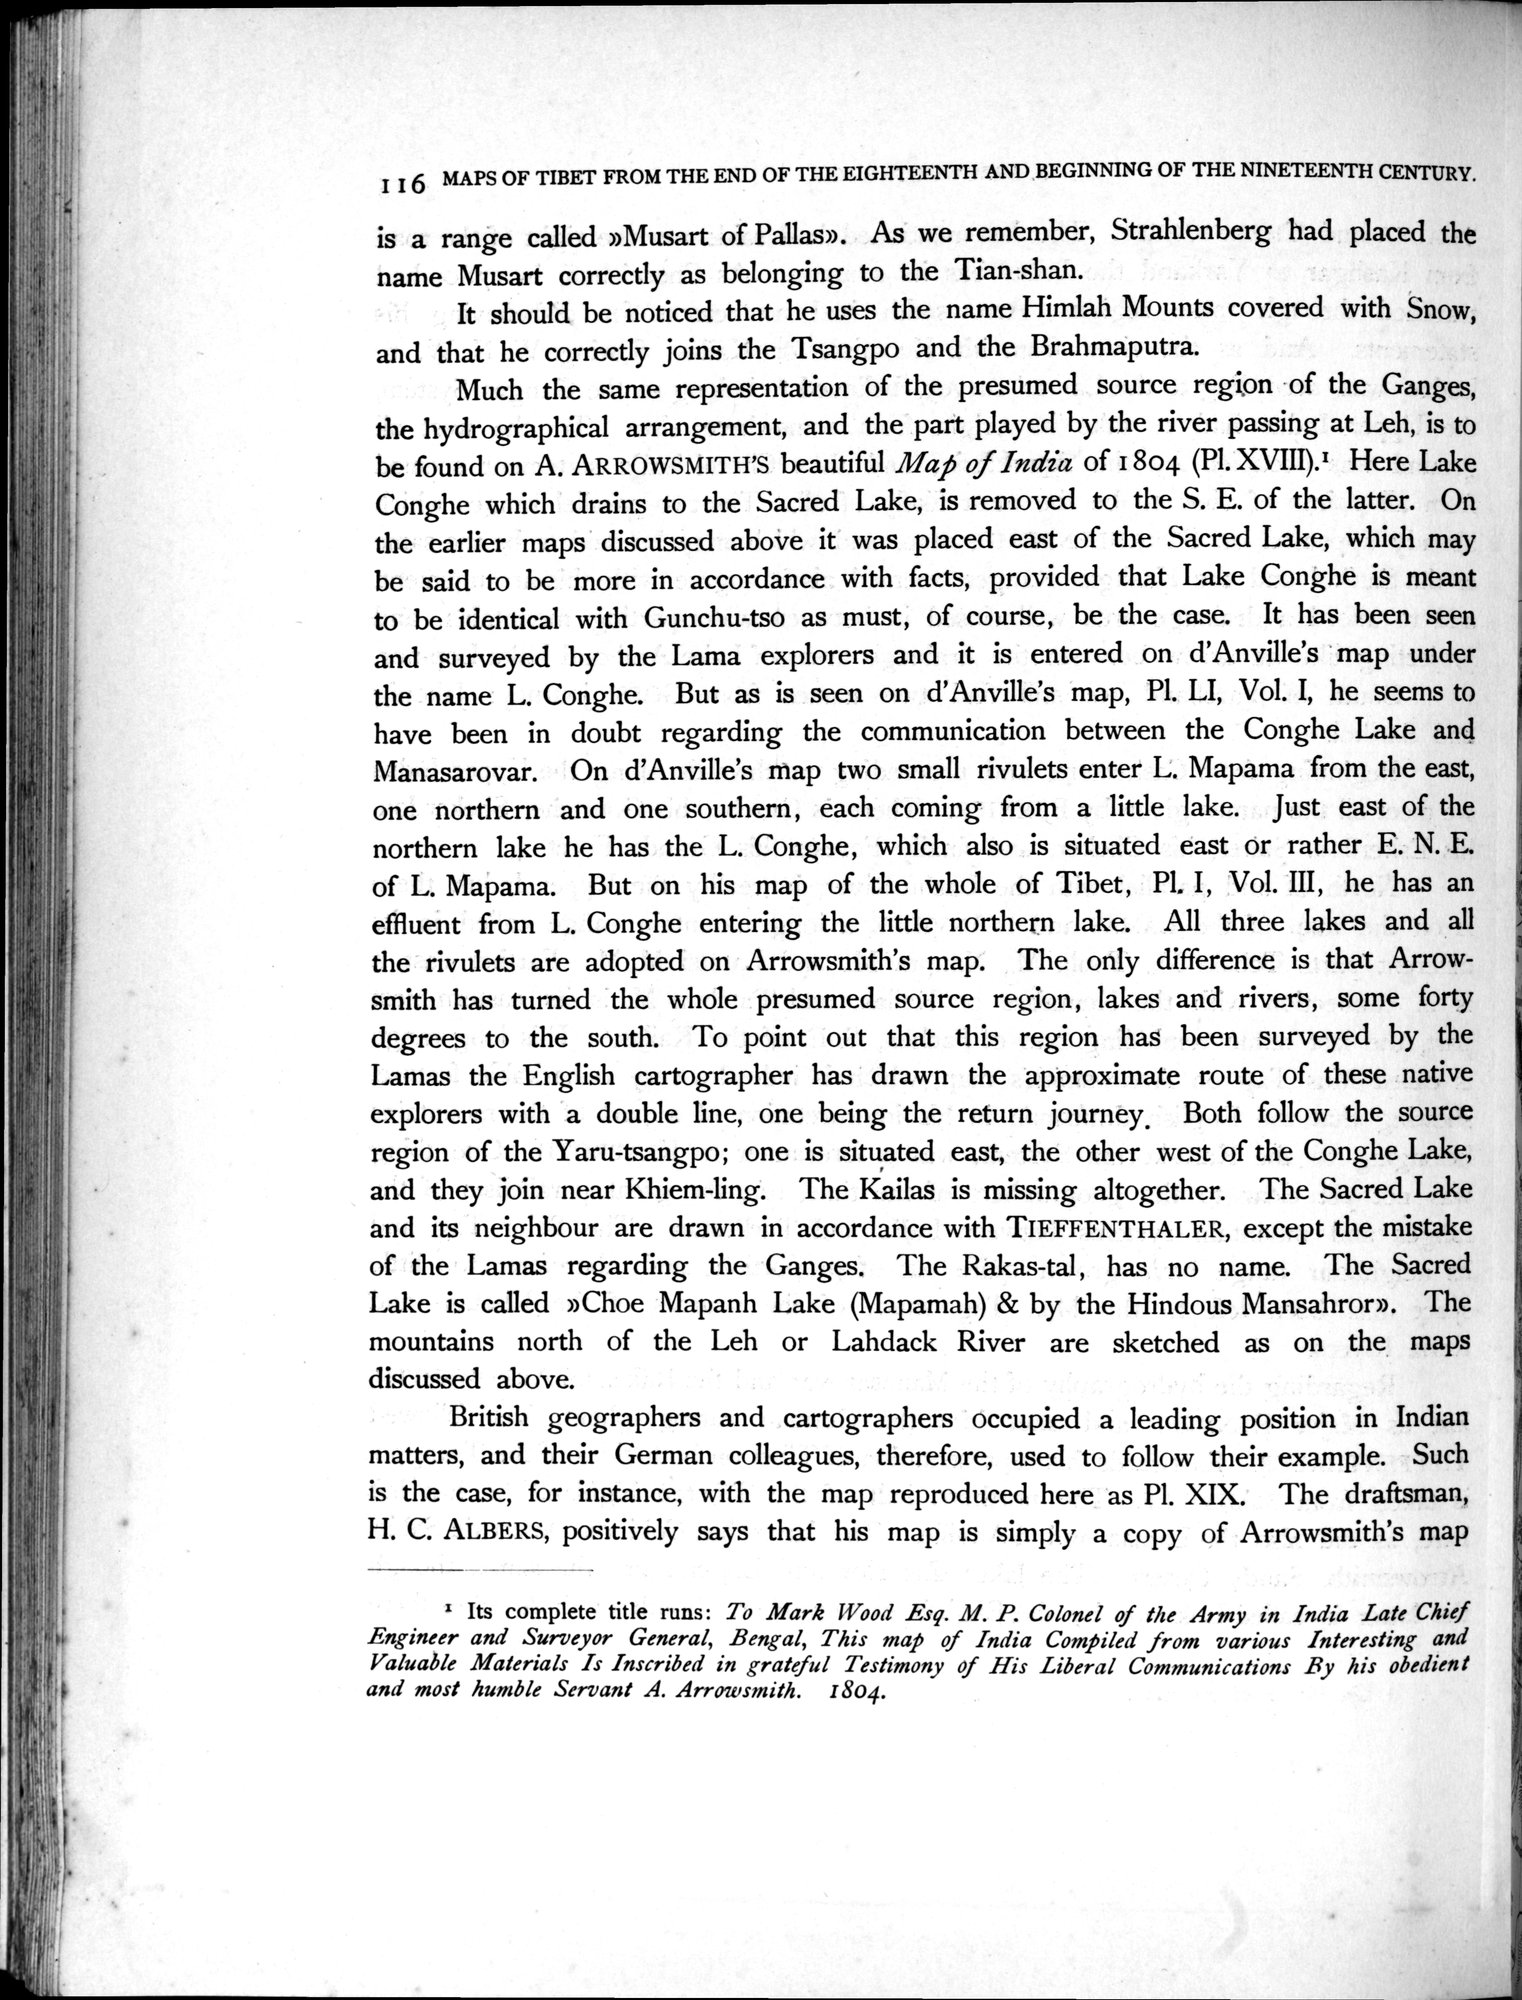 116 MAPS OF TIBET FROM THE END OF THE EIGHTEENTH AND BEGINNING OF THE NINETEENTH CENTURY.
is a range called »Musart of Pallas». As we remember, Strahlenberg had placed the
name Musart correctly as belonging to the Tian-shan.
It should be noticed that he uses the name Himlah Mounts covered with Snow,
and that he correctly joins the Tsangpo and the Brahmaputra.
Much the same representation of the presumed source region of the Ganges,
the hydrographical arrangement, and the part played by the river passing at Leh, is to
be found on A. ARROWSMITH'S beautiful Map of India of 1804 (Pl. XVIII).¹ Here Lake
Conghe which drains to the Sacred Lake, is removed to the S. E. of the latter. On
the earlier maps discussed above it was placed east of the Sacred Lake, which may
be said to be more in accordance with facts, provided that Lake Conghe is meant
to be identical with Gunchu-tso as must, of course, be the case. It has been seen
and surveyed by the Lama explorers and it is entered on d'Anville's map under
the name L. Conghe. But as is seen on d'Anville's map, Pl. LI, Vol. I, he seems to
have been in doubt regarding the communication between the Conghe Lake and
Manasarovar. On d'Anville's map two small rivulets enter L. Mapama from the east,
one northern and one southern, each coming from a little lake. Just east of the
northern lake he has the L. Conghe, which also is situated east or rather E. N. E.
of L. Mapama. But on his map of the whole of Tibet, Pl. I, Vol. III, he has an
effluent from L. Conghe entering the little northern lake. All three lakes and all
the rivulets are adopted on Arrowsmith's map. The only difference is that Arrow-
smith has turned the whole presumed source region, lakes and rivers, some forty
degrees to the south. To point out that this region has been surveyed by the
Lamas the English cartographer has drawn the approximate route of these native
explorers with a double line, one being the return journey. Both follow the source
region of the Yaru-tsangpo; one is situated east, the other west of the Conghe Lake,
and they join near Khiem-ling. The Kailas is missing altogether. The Sacred Lake
and its neighbour are drawn in accordance with TIEFFENTHALER, except the mistake
of the Lamas regarding the Ganges. The Rakas-tal, has no name. The Sacred
Lake is called »Choe Mapanh Lake (Mapamah) & by the Hindous Mansahror». The
mountains north of the Leh or Lahdack River are sketched as on the maps
discussed above.
British geographers and cartographers occupied a leading position in Indian
matters, and their German colleagues, therefore, used to follow their example. Such
is the case, for instance, with the map reproduced here as Pl. XIX. The draftsman,
H. C. ALBERS, positively says that his map is simply a copy of Arrowsmith's map
¹ Its complete title runs: To Mark Wood Esq. M. P. Colonel of the Army in India Late Chief
Engineer and Surveyor General, Bengal, This map of India Compiled from various Interesting and
Valuable Materials Is Inscribed in grateful Testimony of His Liberal Communications By his obedient
and most humble Servant A. Arrowsmith. 1804.